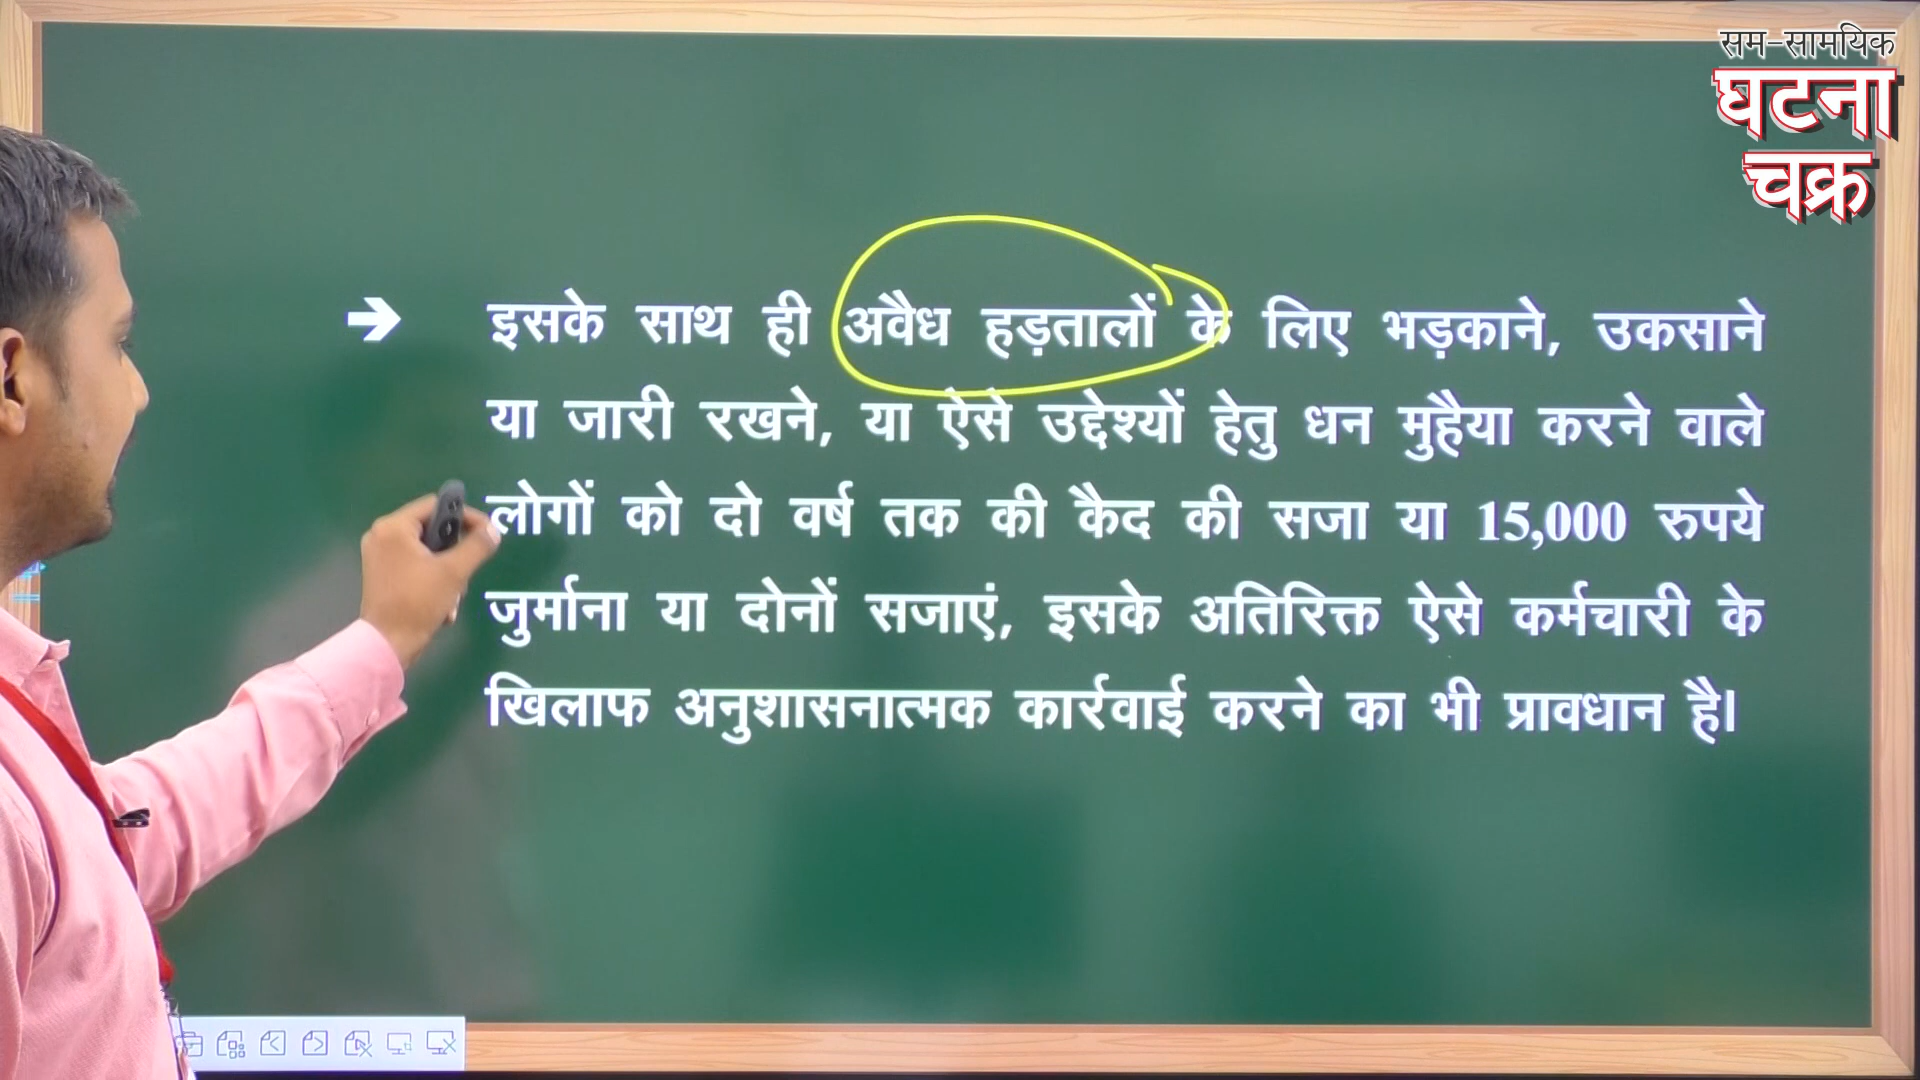 सम-सामयिक
घटना
चक्र
➔ इसके साथ ही अवैध हड़तालों के लिए भड़काने, उकसाने
या जारी रखने, या ऐसे उद्देश्यों हेतु धन मुहैया करने वाले
लोगों को दो वर्ष तक की कैद की सजा या 15,000 रुपये
जुर्माना या दोनों सजाएं, इसके अतिरिक्त ऐसे कर्मचारी के
खिलाफ अनुशासनात्मक कार्रवाई करने का भी प्रावधान है।